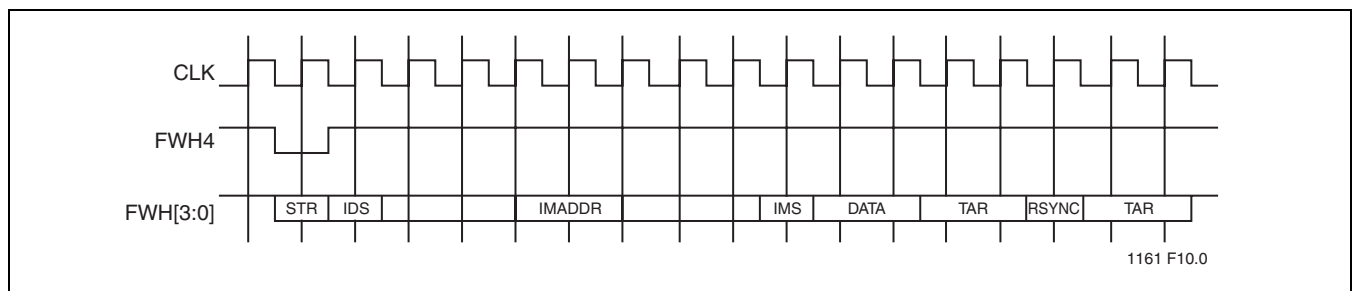 CLK
FWH4
FWH[3:0]
STR IDS IMADDR IMS DATA TAR RSYNC TAR
1161 F10.0